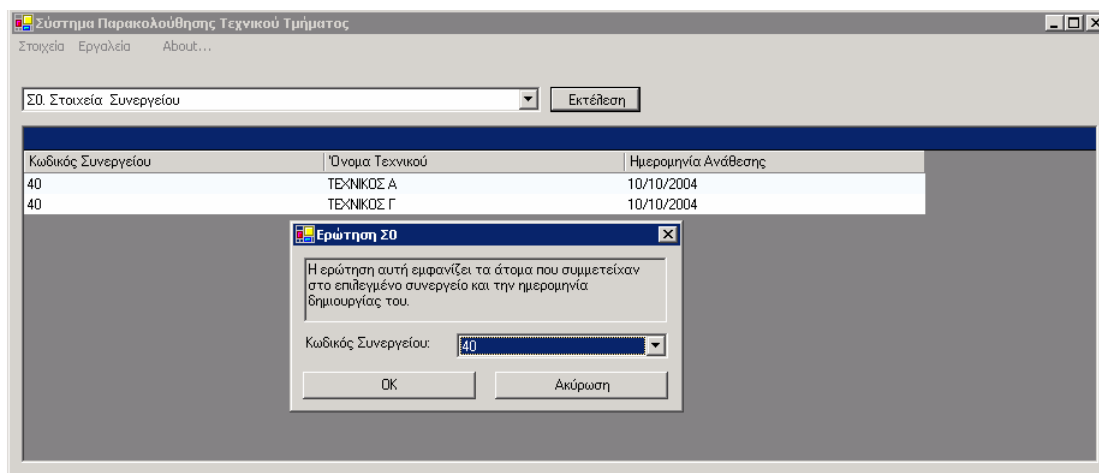 Σύστημα Παρακολούθησης Τεχνικού Τμήματος
Στοιχεία Εργαλεία About...
Σ0. Στοιχεία Συνεργείου Εκτέλεση
Κωδικός Συνεργείου Όνομα Τεχνικού Ημερομηνία Ανάθεσης
40 ΤΕΧΝΙΚΟΣ Α 10/10/2004
40 ΤΕΧΝΙΚΟΣ Γ 10/10/2004
Ερώτηση Σ0
Η ερώτηση αυτή εμφανίζει τα άτομα που συμμετείχαν
στο επιλεγμένο συνεργείο και την ημερομηνία
δημιουργίας του.
Κωδικός Συνεργείου: 40
OK Ακύρωση